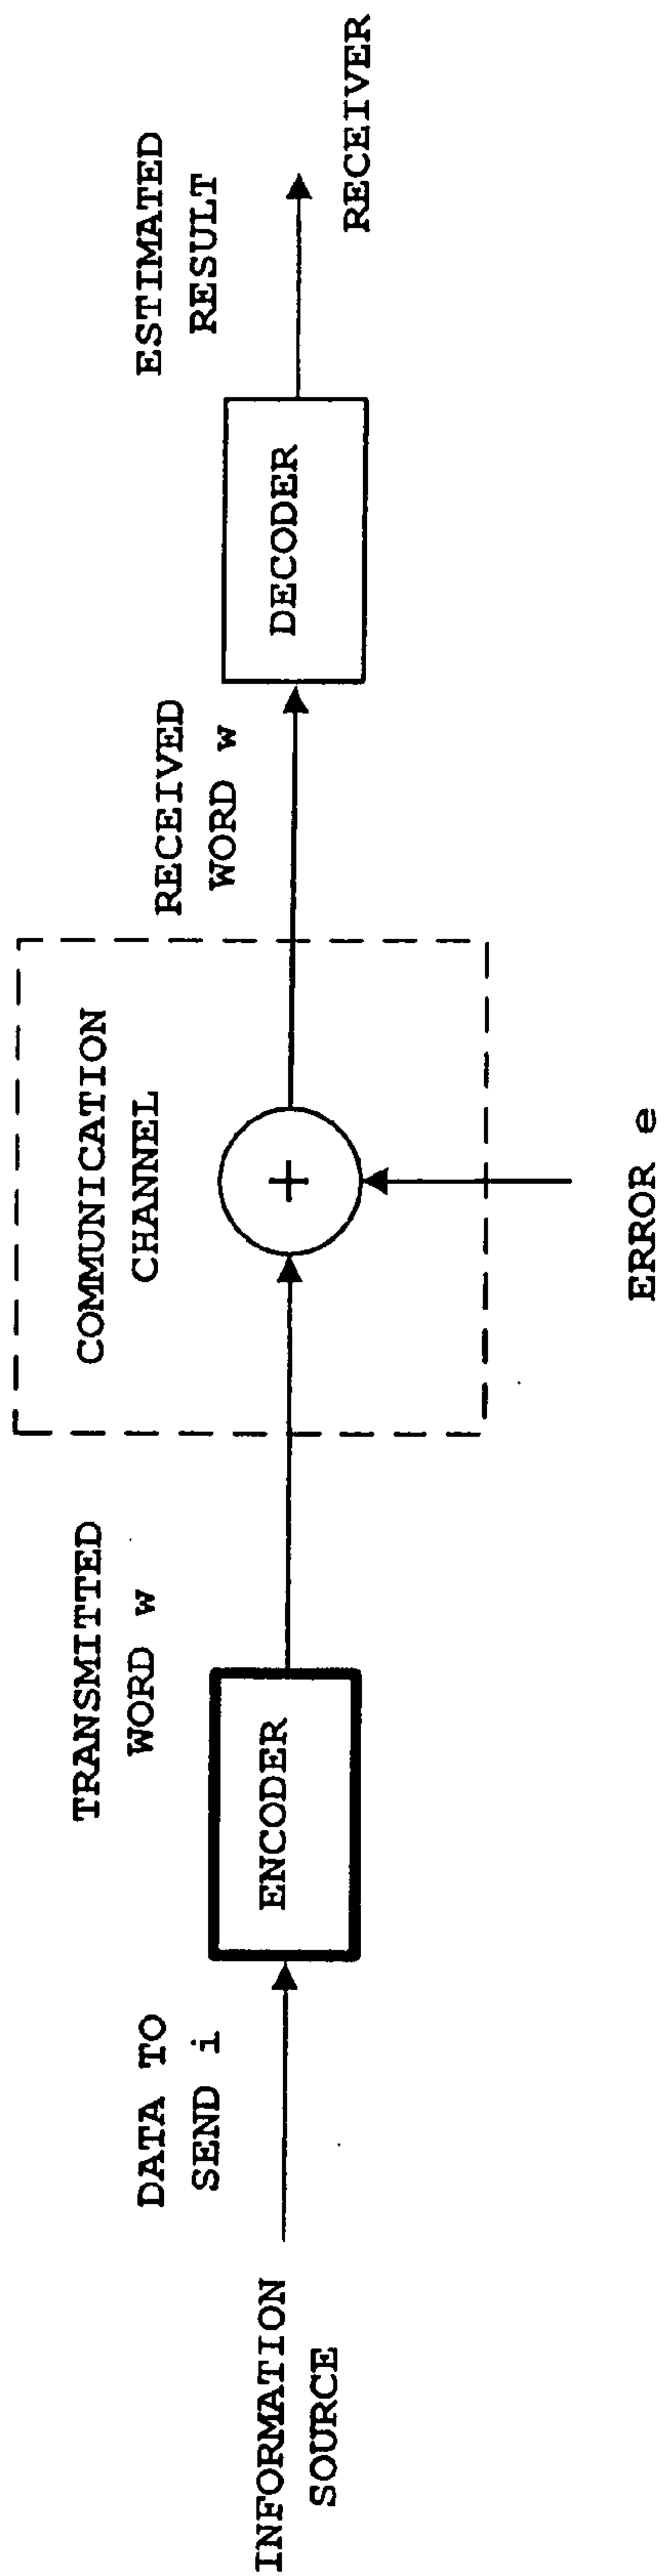 INFORMATION
SOURCE
DATA TO
SEND i
ENCODER
TRANSMITTED
WORD w
COMMUNICATION
CHANNEL
+
ERROR e
RECEIVED
WORD w
DECODER
ESTIMATED
RESULT
RECEIVER